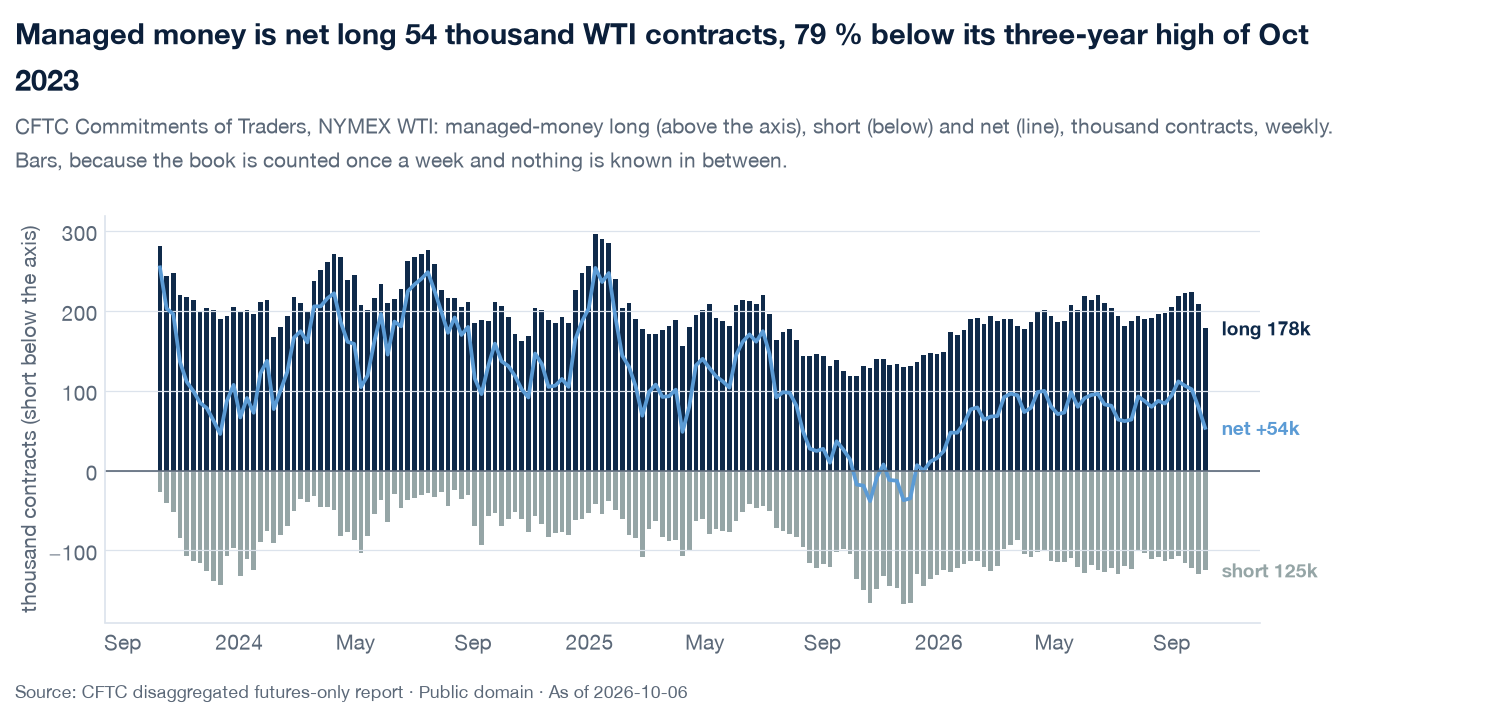 Managed money is net long 54 thousand WTI contracts, 79 % below its three-year high of Oct
2023
CFTC Commitments of Traders, NYMEX WTI: managed-money long (above the axis), short (below) and net (line), thousand contracts, weekly.
Bars, because the book is counted once a week and nothing is known in between.
thousand contracts (short below the axis)
300
200
100
0
−100
long 178k
net +54k
short 125k
Sep 2024 May Sep 2025 May Sep 2026 May Sep
Source: CFTC disaggregated futures-only report · Public domain · As of 2026-10-06